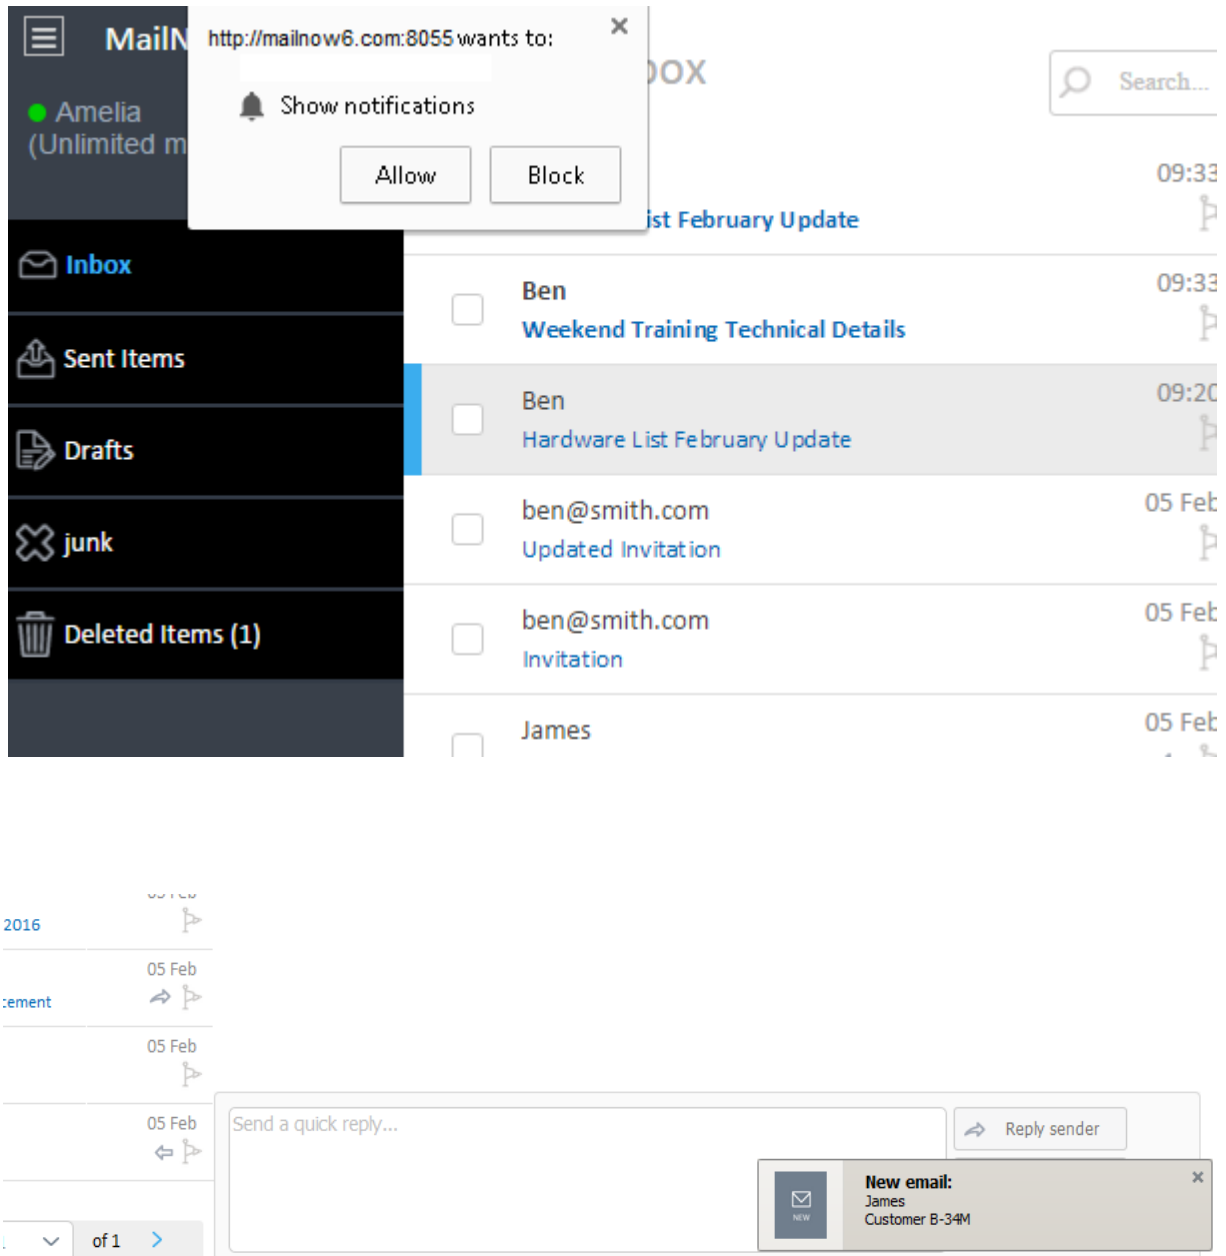 MailN
http://mailnow6.com:8055 wants to:
Show notifications
Allow
Block
Amelia
(Unlimited m
Search...
Inbox
Sent Items
Drafts
junk
Deleted Items (1)
09:33
ist February Update
Ben
09:33
Weekend Training Technical Details
Ben
09:20
Hardware List February Update
ben@smith.com
05 Feb
Updated Invitation
ben@smith.com
05 Feb
Invitation
James
05 Feb
2016
05 Feb
cement
05 Feb
05 Feb
Send a quick reply...
Reply sender
NEW
New email:
James
Customer B-34M
of 1